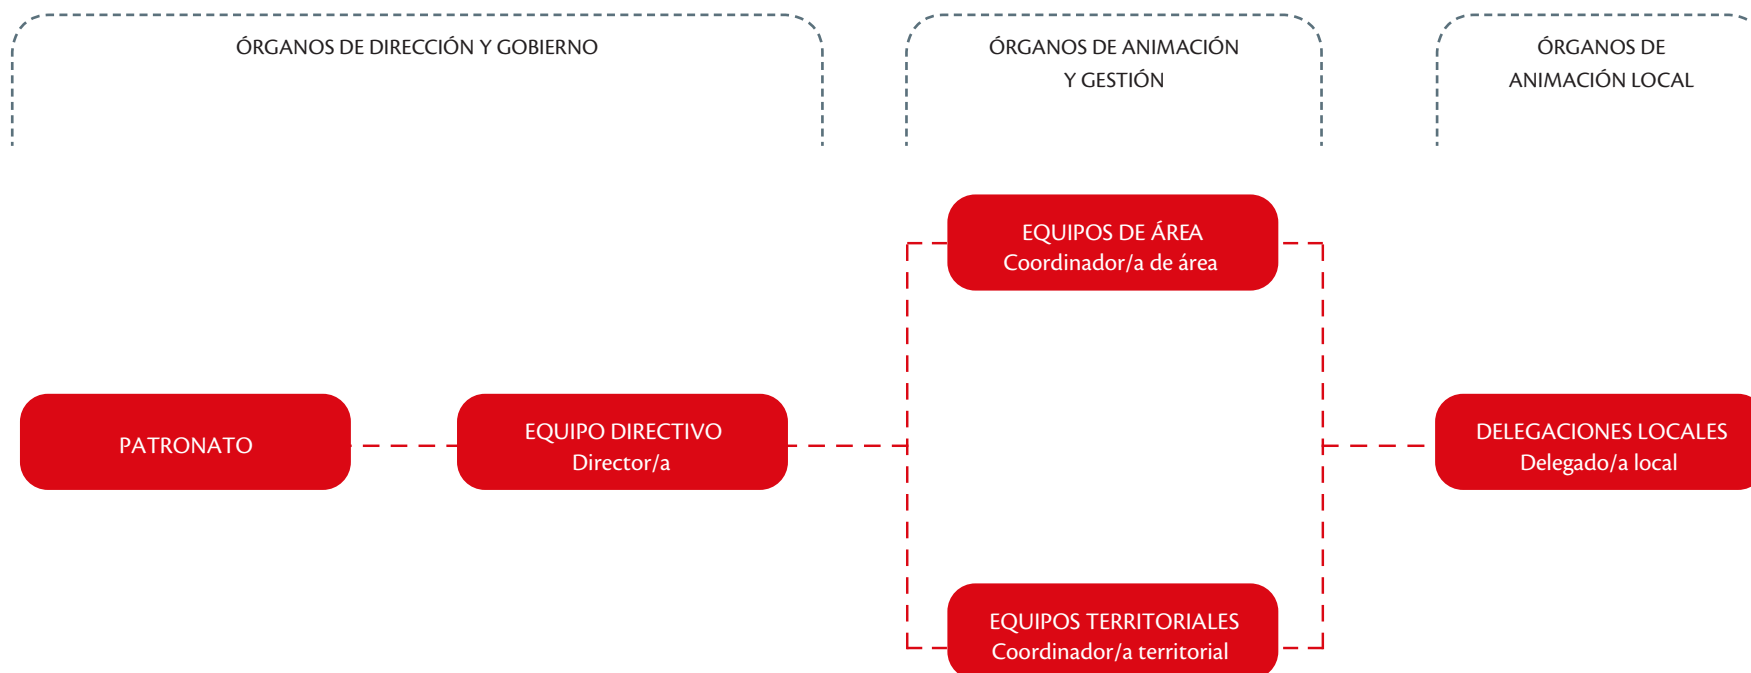 ÓRGANOS DE DIRECCIÓN Y GOBIERNO
ÓRGANOS DE ANIMACIÓN
Y GESTIÓN
ÓRGANOS DE
ANIMACIÓN LOCAL
EQUIPOS DE ÁREA
Coordinador/a de área
PATRONATO
EQUIPO DIRECTIVO
Director/a
DELEGACIONES LOCALES
Delegado/a local
EQUIPOS TERRITORIALES
Coordinador/a territorial